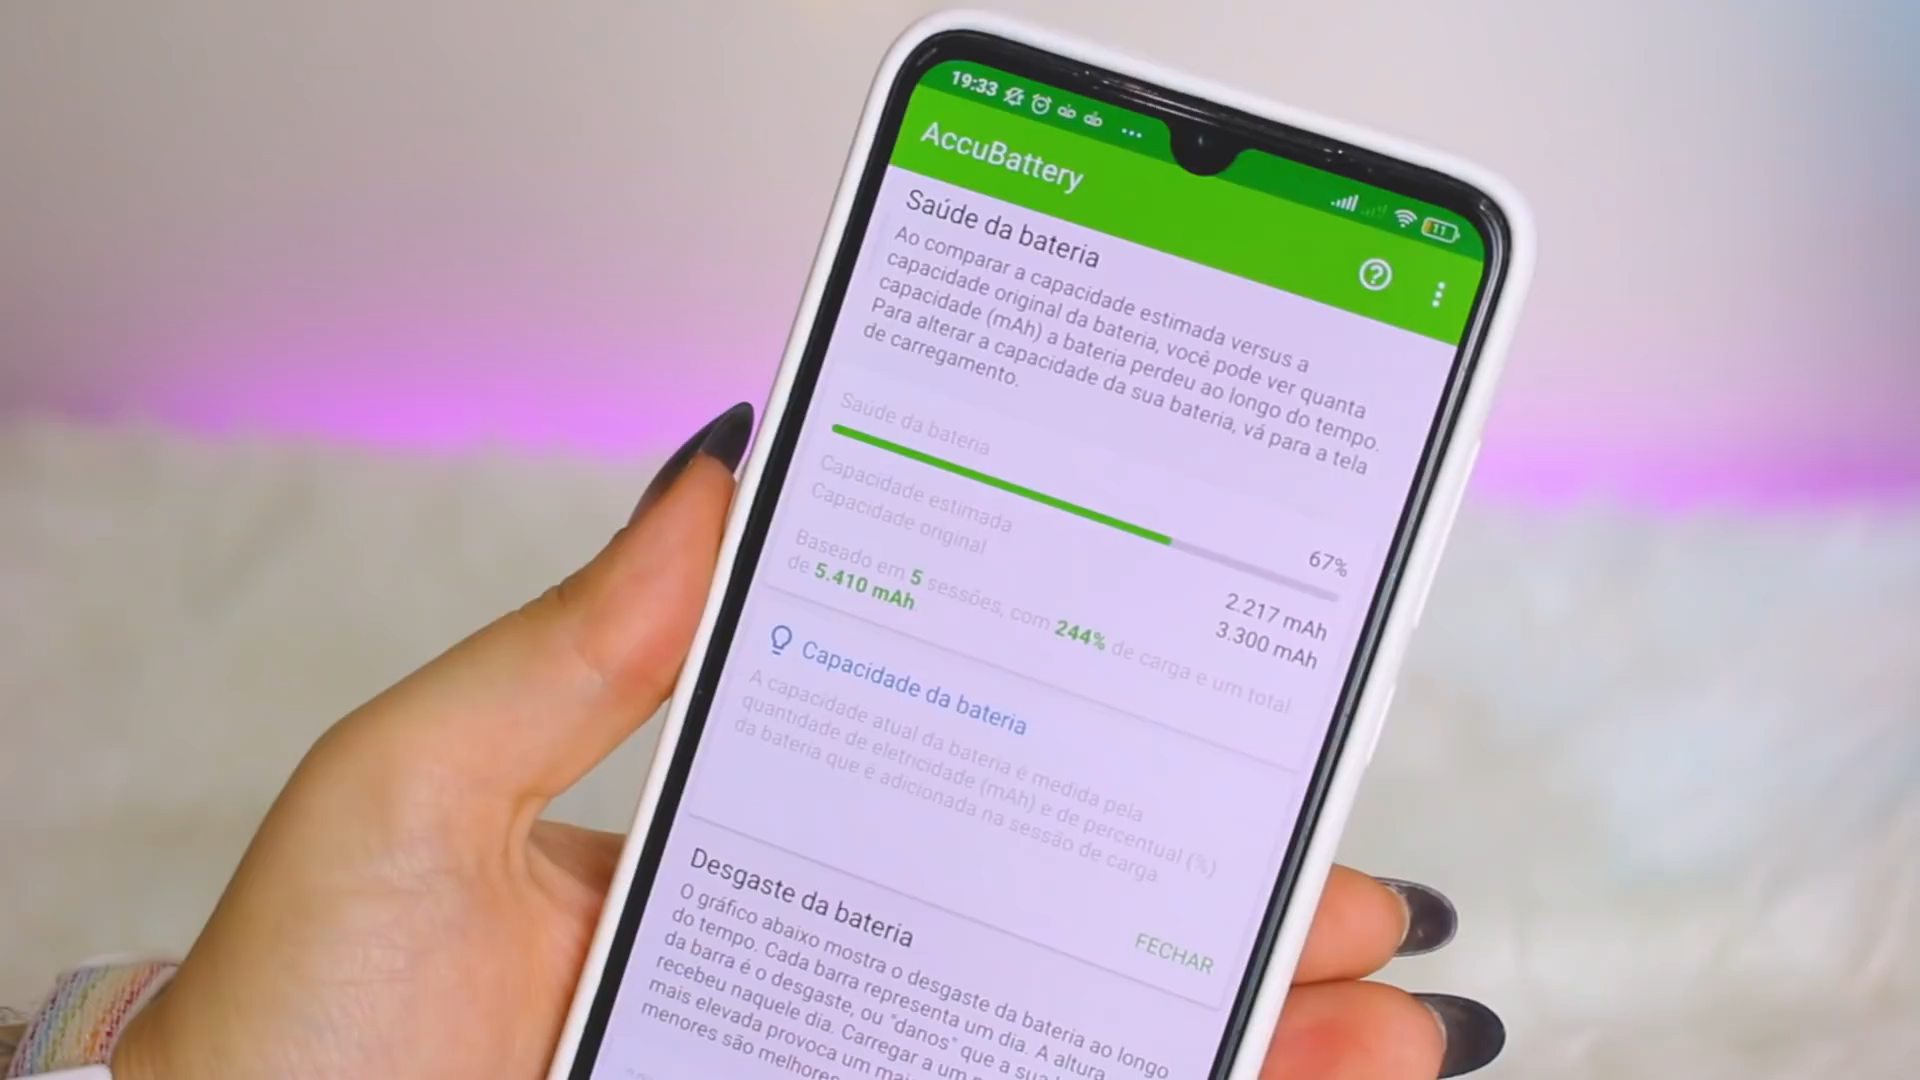 19:33
11
AccuBattery
Saúde da bateria
Ao comparar a capacidade estimada versus a
capacidade original da bateria, você pode ver quanta
capacidade (mAh) a bateria perdeu ao longo do tempo.
Para alterar a capacidade da sua bateria, vá para a tela
de carregamento.
Saúde da bateria
67%
Capacidade estimada 2.217 mAh
Capacidade original 3.300 mAh
Baseado em 5 sessões, com 244% de carga e um total
de 5.410 mAh
Capacidade da bateria
A capacidade atual da bateria é medida pela
quantidade de eletricidade (mAh) e de percentual (%)
da bateria que e adicionada na sessão de carga
FECHAR
Desgaste da bateria
O gráfico abaixo mostra o desgaste da bateria ao longo
do tempo. Cada barra representa um dia. A altura
da barra é o desgaste, ou "danos" que a sua
recebeu naquele dia. Carregar a um
mais elevada provoca um
menores são melhores